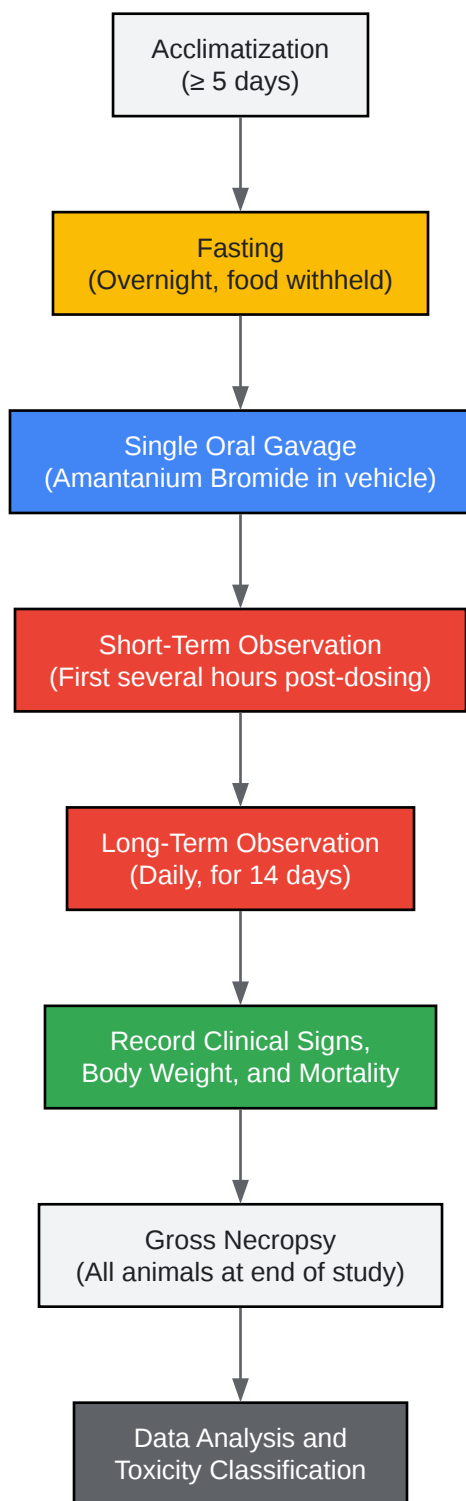 Acclimatization
(≥ 5 days)
Fasting
(Overnight, food withheld)
Single Oral Gavage
(Amantanium Bromide in vehicle)
Short-Term Observation
(First several hours post-dosing)
Long-Term Observation
(Daily, for 14 days)
Record Clinical Signs,
Body Weight, and Mortality
Gross Necropsy
(All animals at end of study)
Data Analysis and
Toxicity Classification